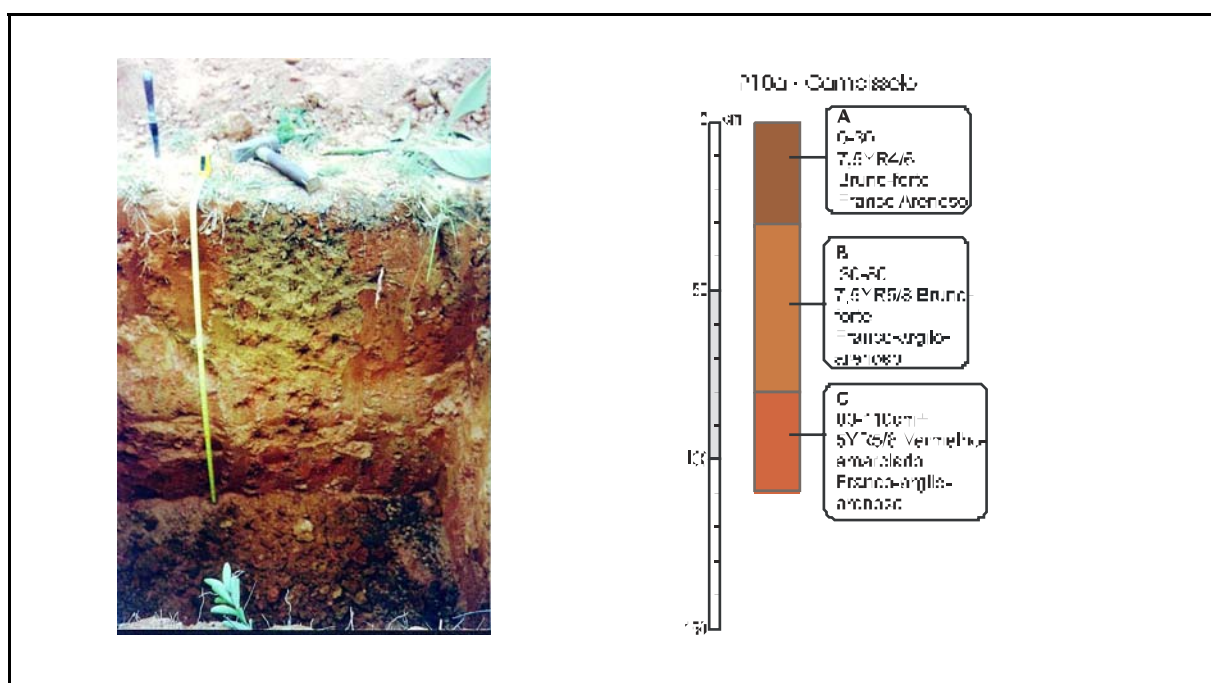 P10a - Cambissolo
0 cm
A
0-30
7.5YR4/6
Bruno-forte
Franco Arenoso
50
B
30-80
7,5YR5/8 Bruno-
forte
Franco-argilo-
arenoso
C
80-110cm+
5YR5/8 Vermelho-
amarelado
Franco-argilo-
arenoso
100
150